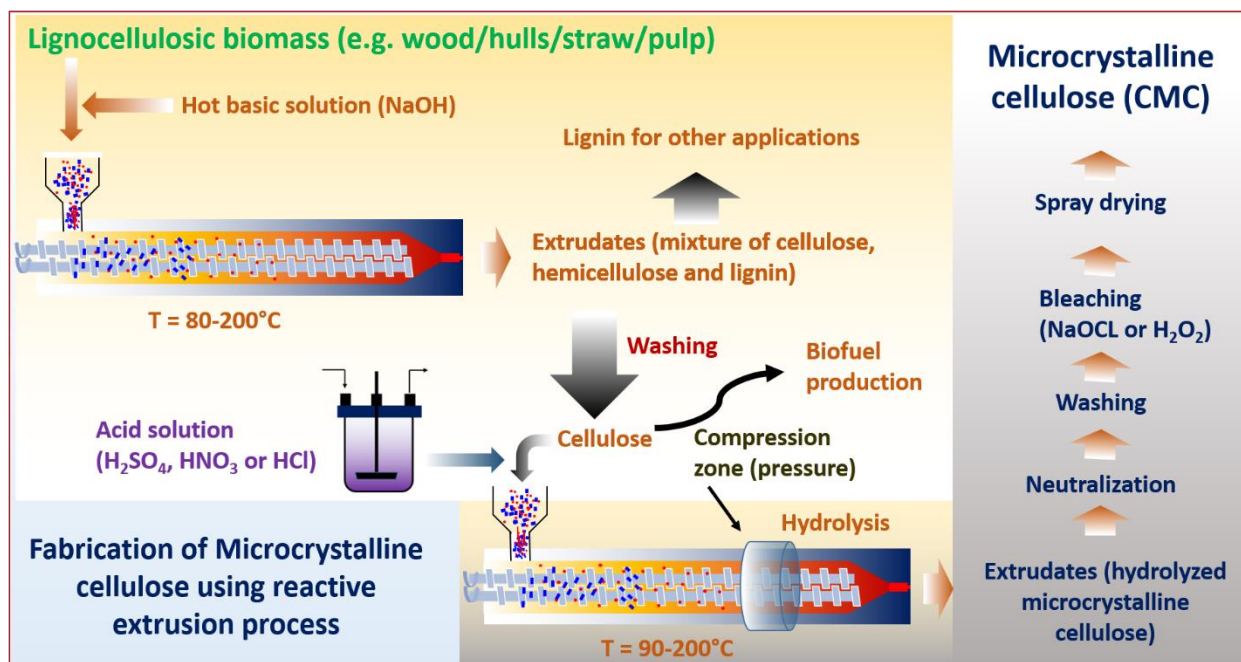 Lignocellulosic biomass (e.g. wood/hulls/straw/pulp)
Hot basic solution (NaOH)
Lignin for other applications
Extrudates (mixture of cellulose,
hemicellulose and lignin)
T = 80-200°C
Washing
Biofuel
production
Acid solution
(H₂SO₄, HNO₃ or HCl)
Cellulose
Compression
zone (pressure)
Hydrolysis
T = 90-200°C
Fabrication of Microcrystalline
cellulose using reactive
extrusion process
Microcrystalline
cellulose (CMC)
Spray drying
Bleaching
(NaOCL or H₂O₂)
Washing
Neutralization
Extrudates (hydrolyzed
microcrystalline
cellulose)